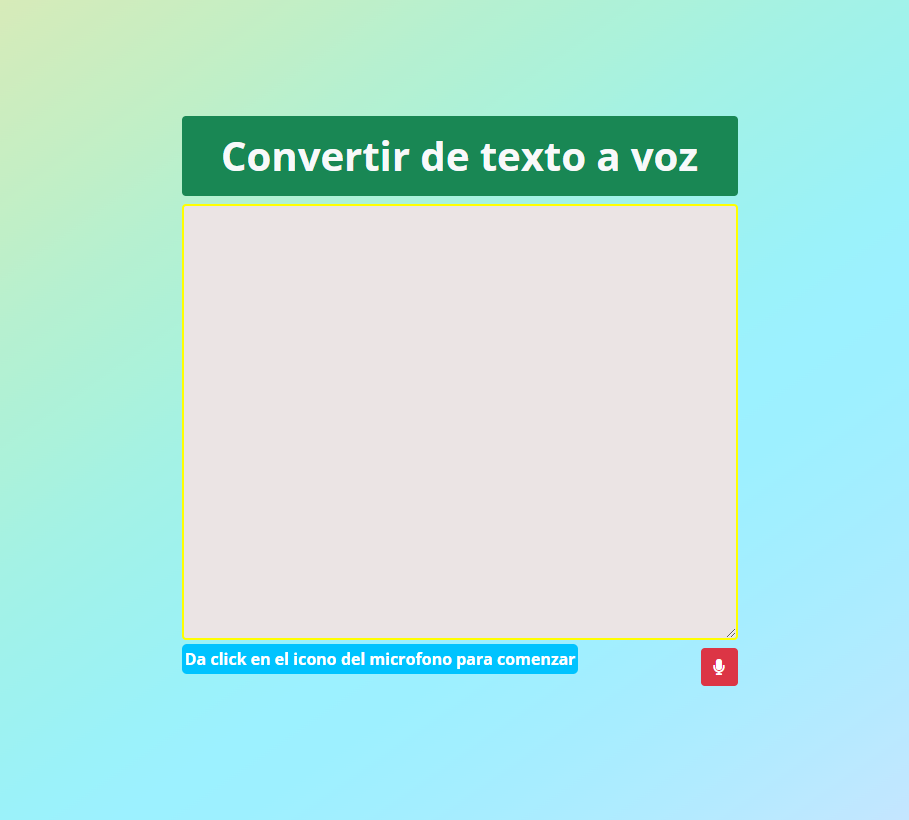 Convertir de texto a voz
Da click en el icono del microfono para comenzar